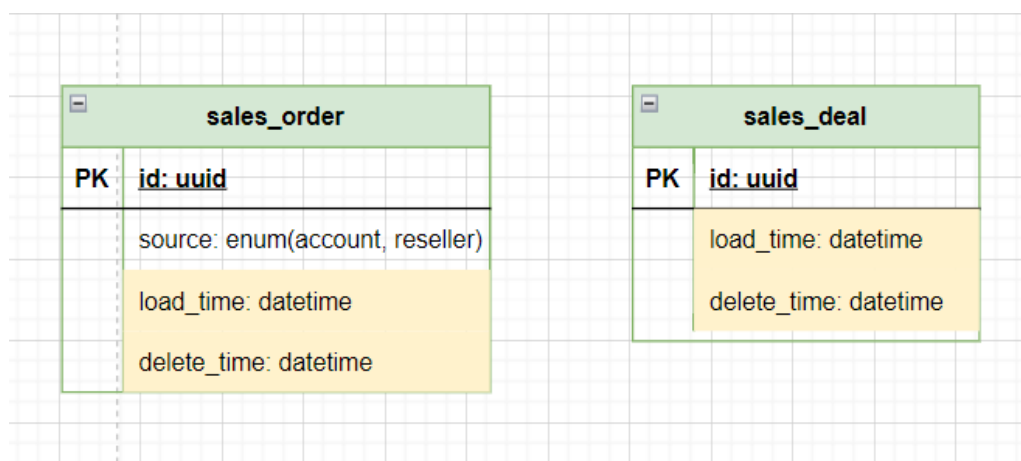 sales_order
PK id: uuid
source: enum(account, reseller)
load_time: datetime
delete_time: datetime
sales_deal
PK id: uuid
load_time: datetime
delete_time: datetime